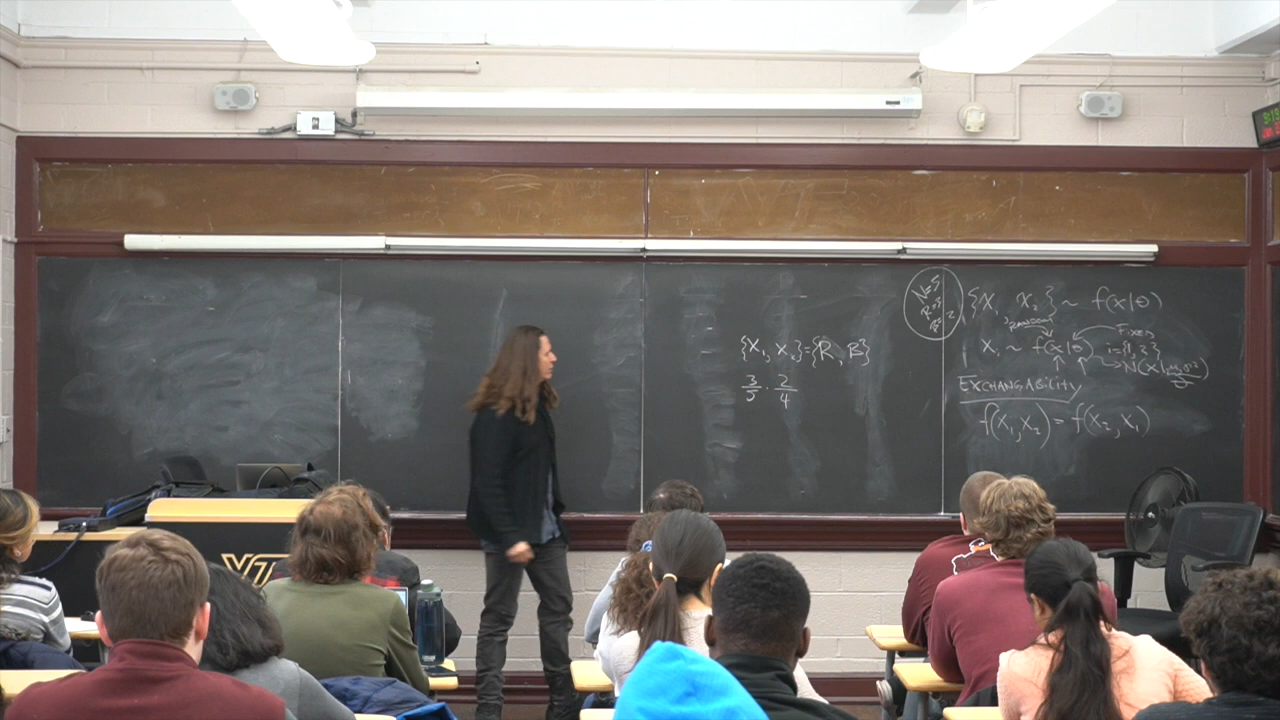 {X₁, X₂} = {R, B}
3/5 · 2/4
N=5
R=3
B=2
{X₁ X₂} ~ f(x|θ)
RANDOM
FIXED
Xᵢ ~ f(x|θ) i={1,2}
N(x|μ,σ²)
EXCHANGABILITY
f(X₁,X₂) = f(X₂,X₁)
VT